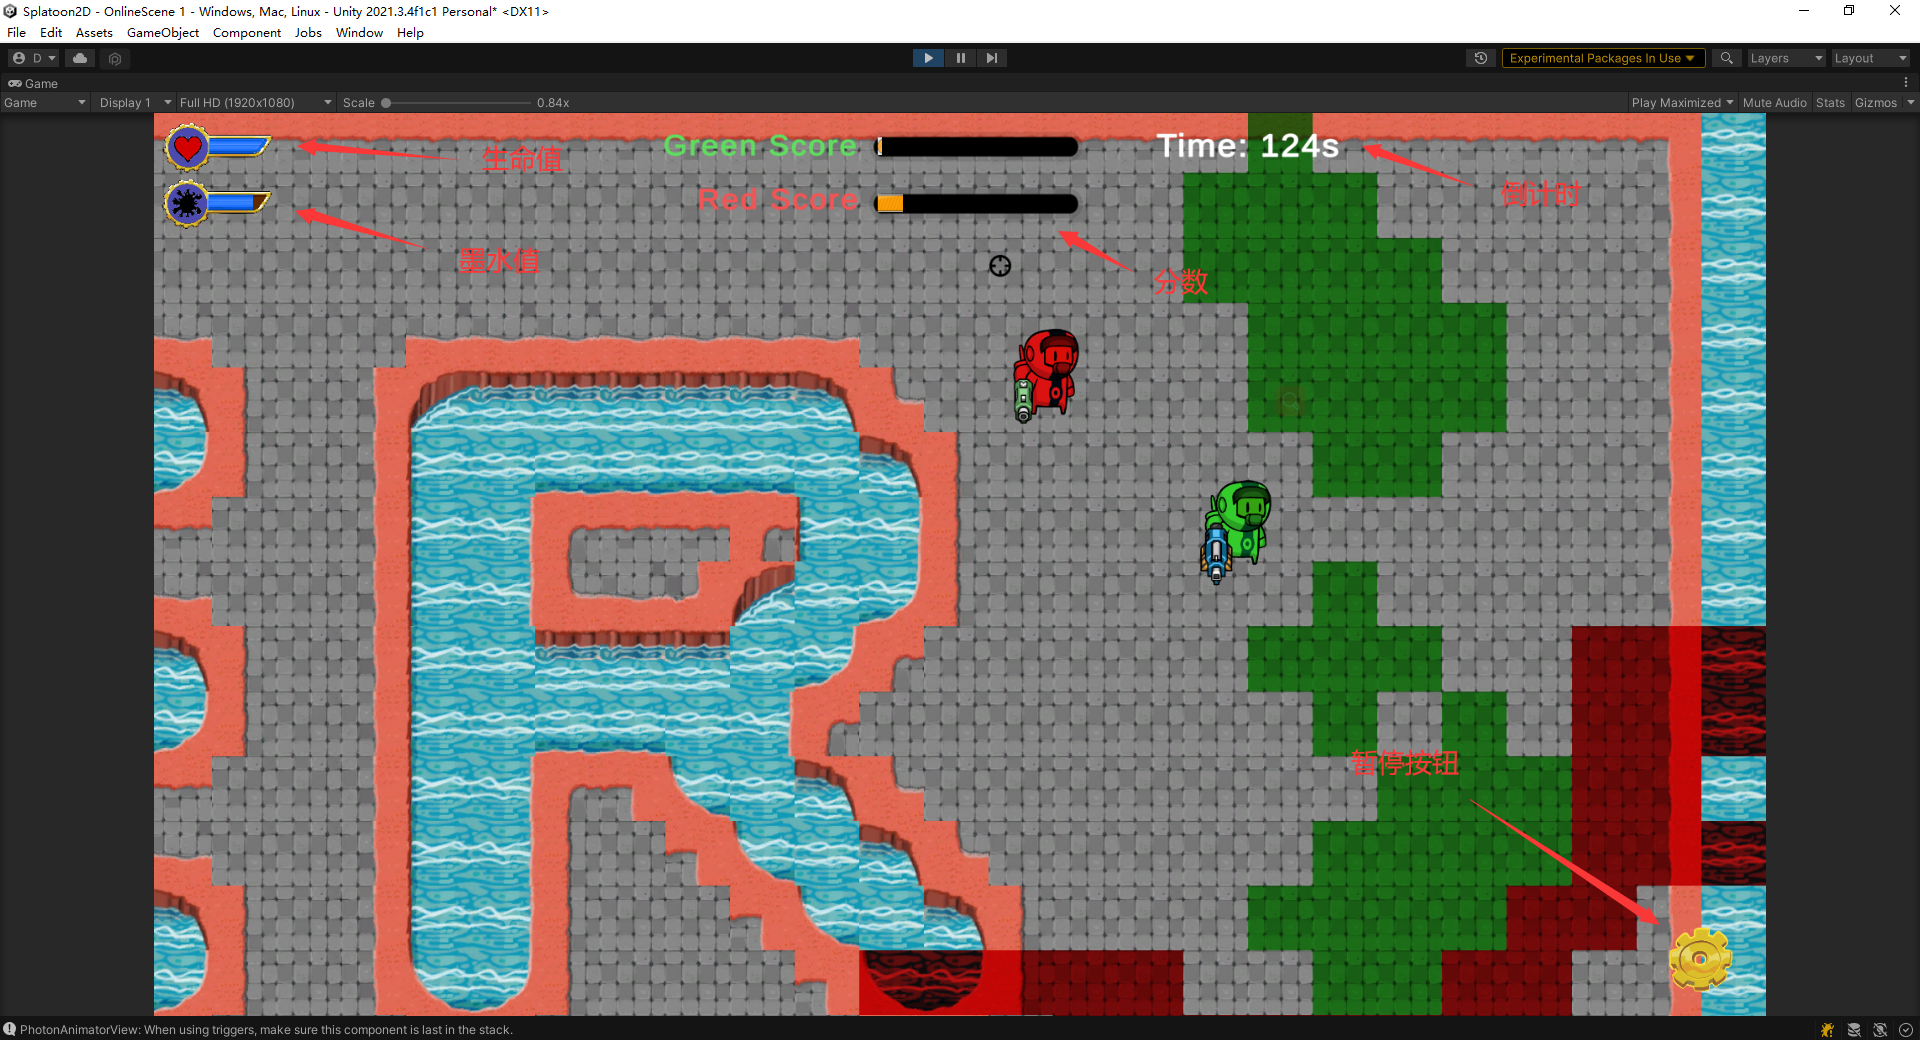 Splatoon2D - OnlineScene 1 - Windows, Mac, Linux - Unity 2021.3.4f1c1 Personal* <DX11>
File Edit Assets GameObject Component Jobs Window Help
D Experimental Packages In Use Layers Layout
Game
Game Display 1 Full HD (1920x1080) Scale 0.84x Play Maximized Mute Audio Stats Gizmos
生命值 Green Score Time: 124s
Red Score 倒计时
墨水值
分数
暂停按钮
PhotonAnimatorView: When using triggers, make sure this component is last in the stack.